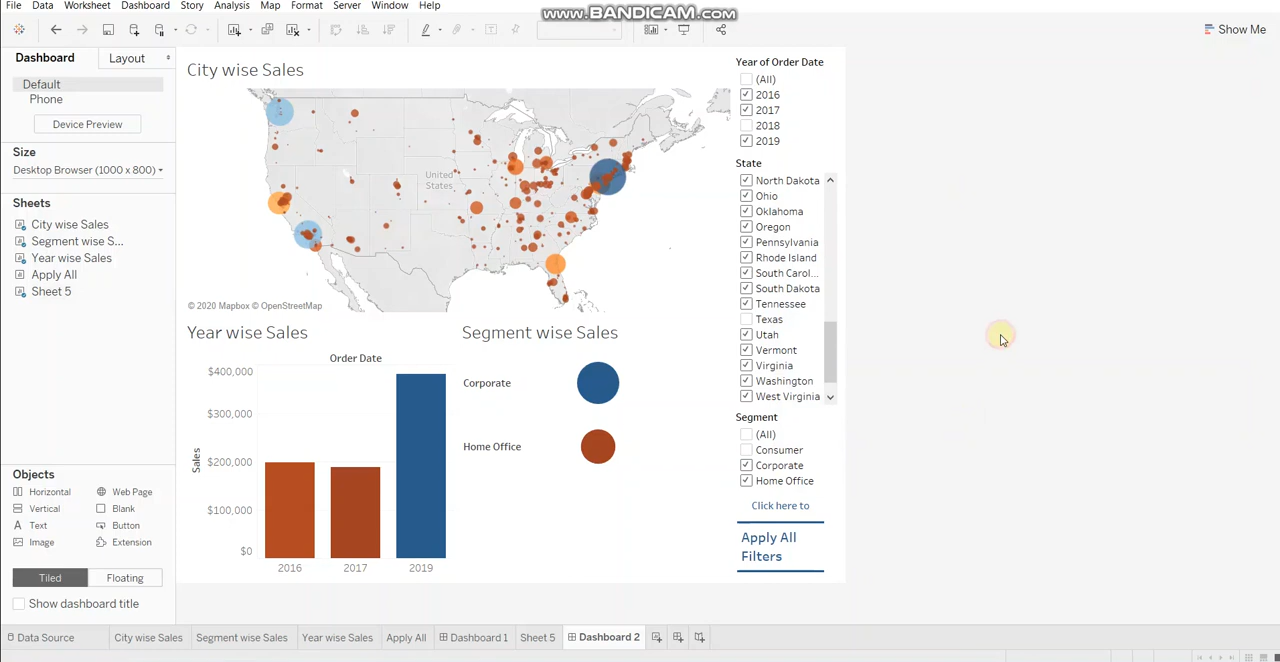 File Data Worksheet Dashboard Story Analysis Map Format Server Window Help
www.BANDICAM.com
Show Me
Dashboard Layout
Default
Phone
Device Preview
Size
Desktop Browser (1000 x 800)
Sheets
City wise Sales
Segment wise S...
Year wise Sales
Apply All
Sheet 5
Objects
Horizontal Web Page
Vertical Blank
Text Button
Image Extension
Tiled Floating
Show dashboard title
City wise Sales
United
States
© 2020 Mapbox © OpenStreetMap
Year wise Sales
Order Date
$400,000
$300,000
$200,000
$100,000
$0
Sales
2016 2017 2019
Segment wise Sales
Corporate
Home Office
Year of Order Date
(All)
2016
2017
2018
2019
State
North Dakota
Ohio
Oklahoma
Oregon
Pennsylvania
Rhode Island
South Carol...
South Dakota
Tennessee
Texas
Utah
Vermont
Virginia
Washington
West Virginia
Segment
(All)
Consumer
Corporate
Home Office
Click here to
Apply All
Filters
Data Source City wise Sales Segment wise Sales Year wise Sales Apply All Dashboard 1 Sheet 5 Dashboard 2